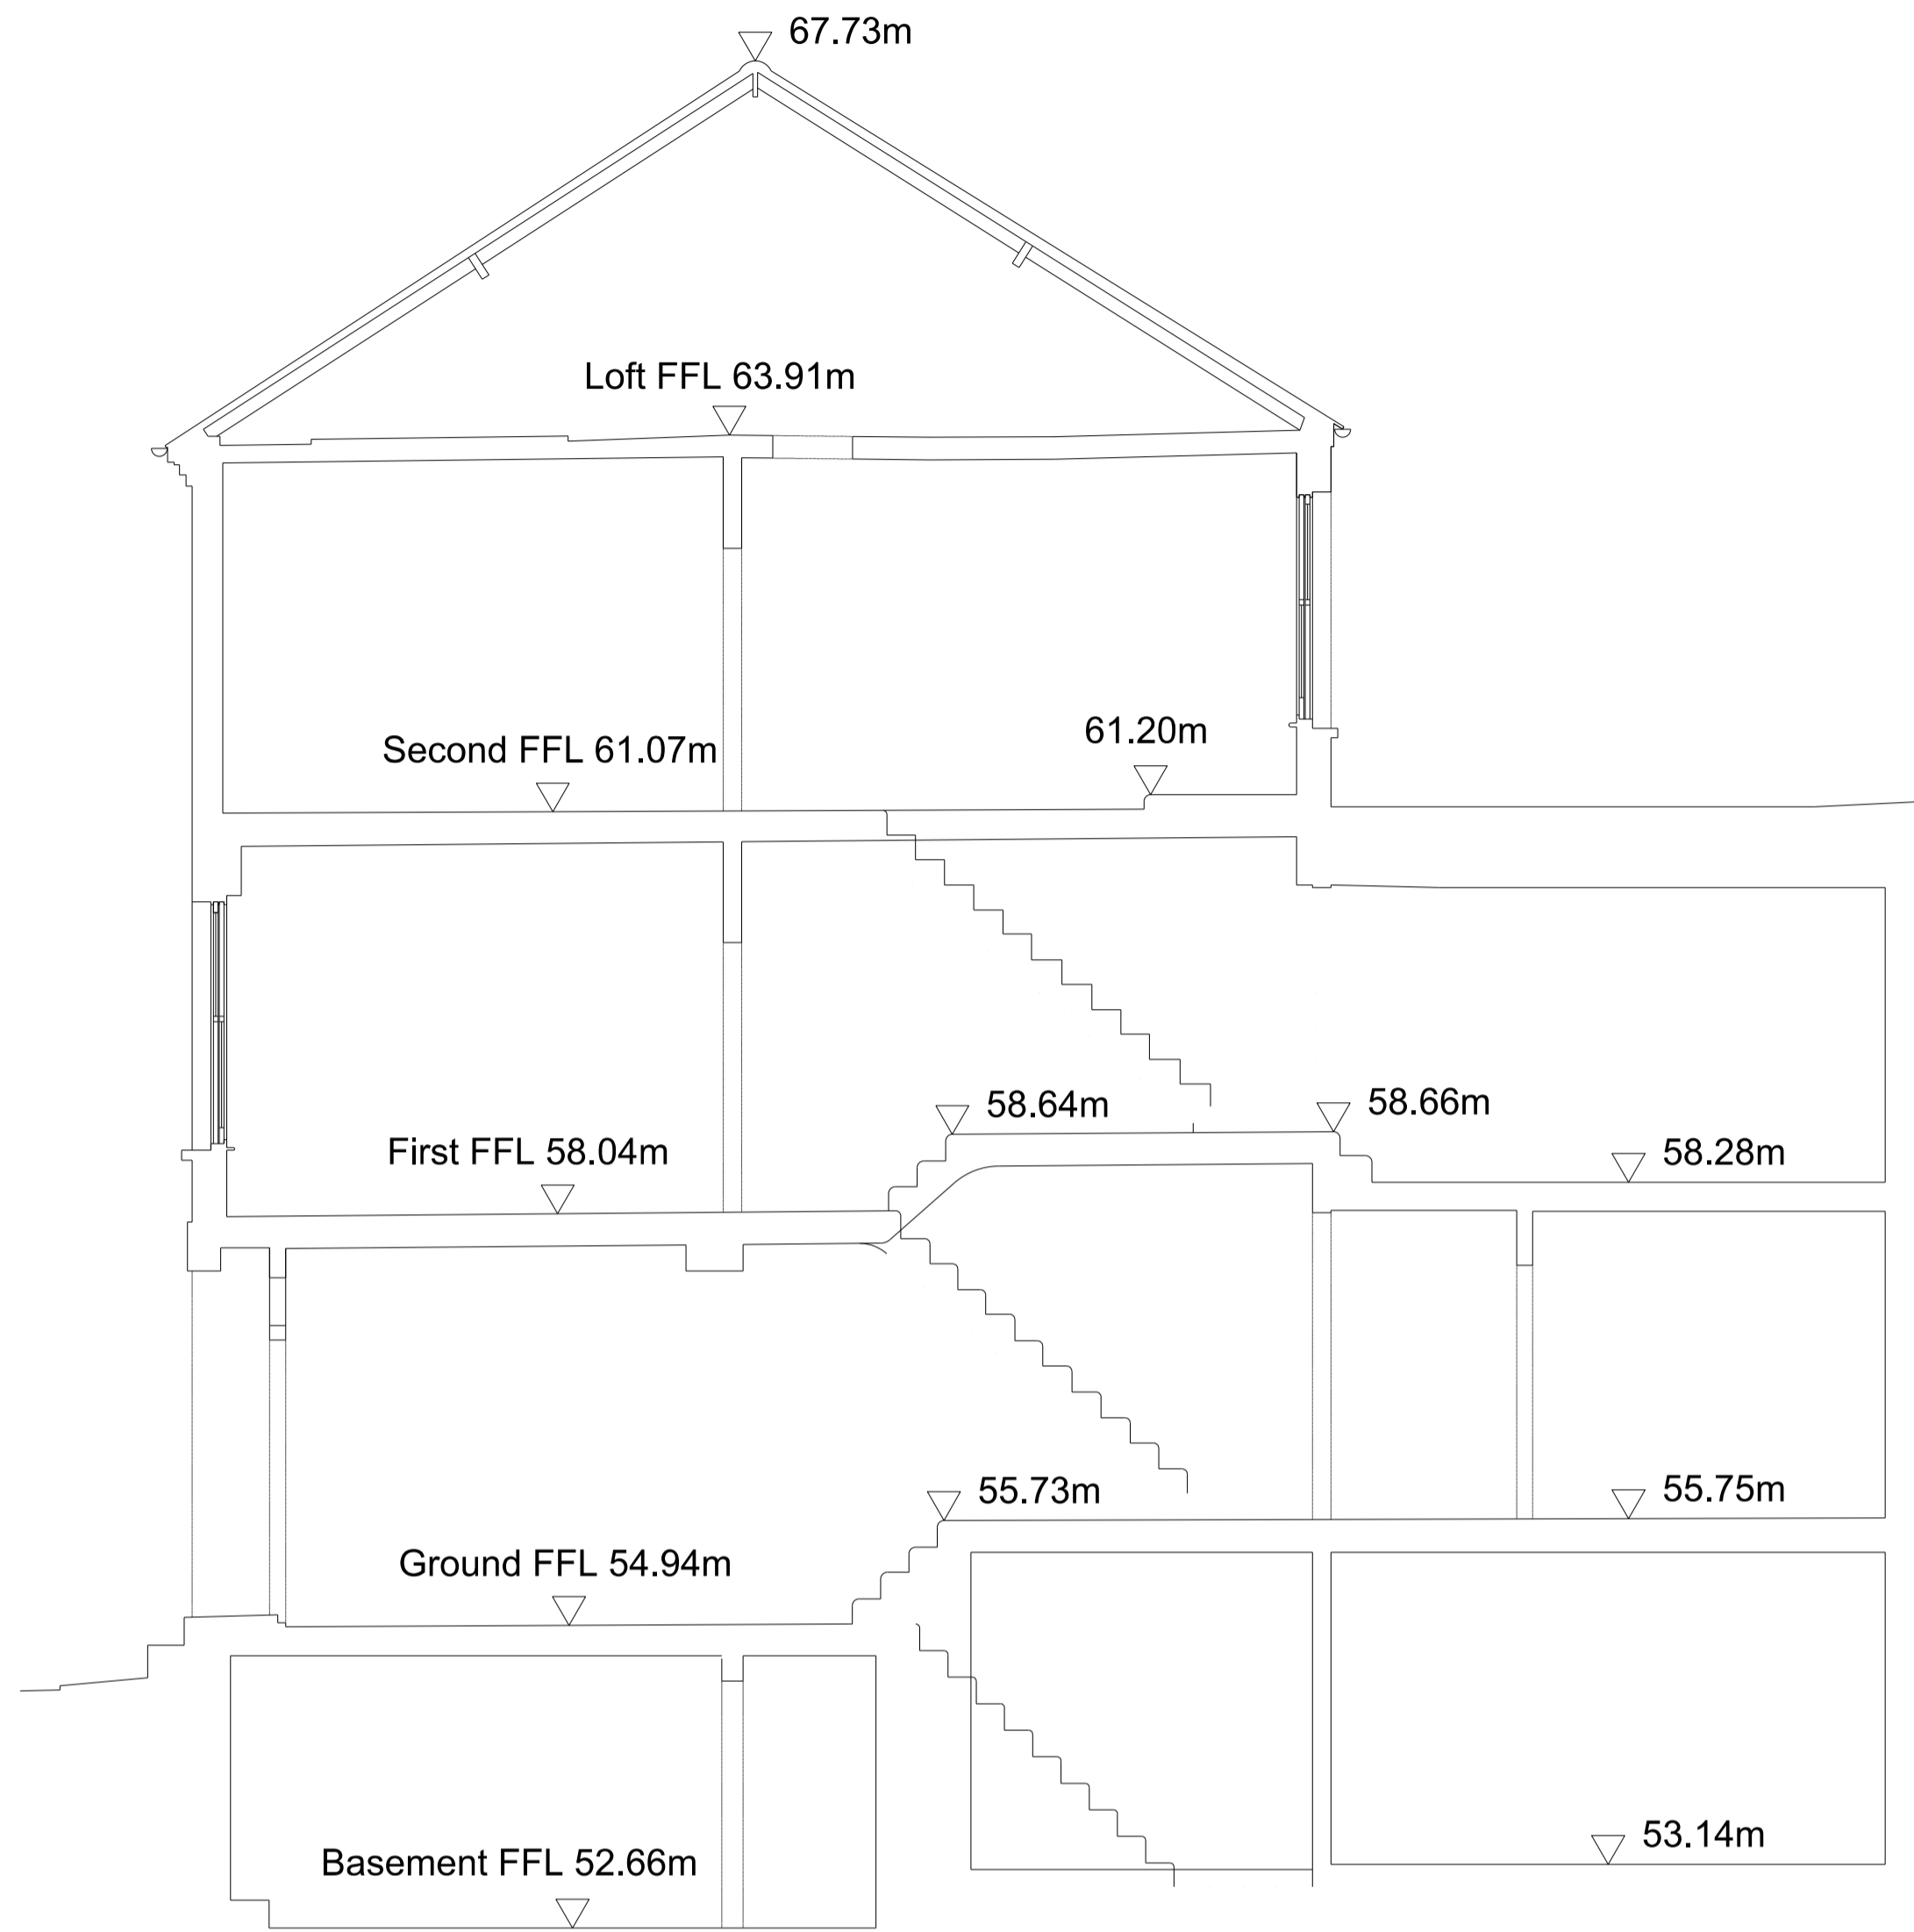 67.73m
Loft FFL 63.91m
61.20m
Second FFL 61.07m
58.64m
58.66m
First FFL 58.04m
58.28m
55.73m
55.75m
Ground FFL 54.94m
53.14m
Basement FFL 52.66m